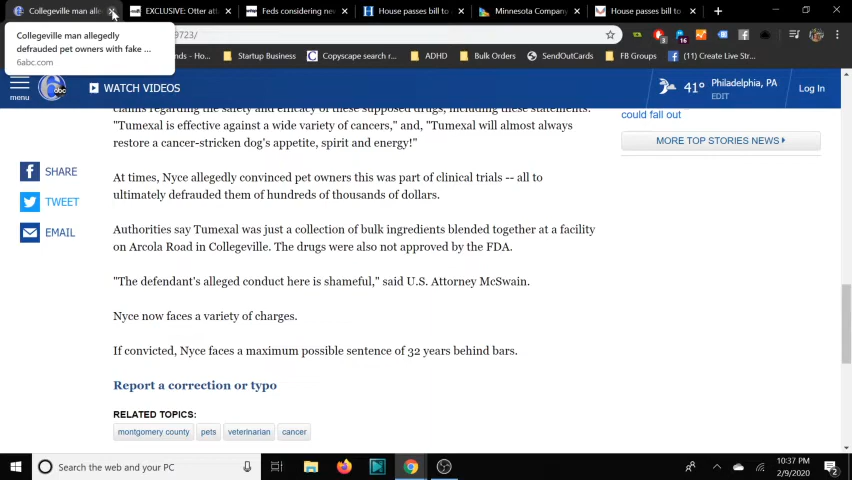 Collegeville man alle
EXCLUSIVE: Otter att
Feds considering ne
House passes bill to
Minnesota Company
House passes bill to
Collegeville man allegedly
defrauded pet owners with fake ...
6abc.com
9723/
Hours - No...
Startup Business
Copyscape search r...
ADHD
Bulk Orders
SendOutCards
FB Groups
(11) Create Live Str...
menu
abc
WATCH VIDEOS
41°
Philadelphia, PA
EDIT
Log In
claims regarding the safety and efficacy of these supposed drugs, including these statements:
"Tumexal is effective against a wide variety of cancers," and, "Tumexal will almost always
restore a cancer-stricken dog's appetite, spirit and energy!"
could fall out
MORE TOP STORIES NEWS
SHARE
TWEET
EMAIL
At times, Nyce allegedly convinced pet owners this was part of clinical trials -- all to
ultimately defrauded them of hundreds of thousands of dollars.
Authorities say Tumexal was just a collection of bulk ingredients blended together at a facility
on Arcola Road in Collegeville. The drugs were also not approved by the FDA.
"The defendant's alleged conduct here is shameful," said U.S. Attorney McSwain.
Nyce now faces a variety of charges.
If convicted, Nyce faces a maximum possible sentence of 32 years behind bars.
Report a correction or typo
RELATED TOPICS:
montgomery county
pets
veterinarian
cancer
Search the web and your PC
10:37 PM
2/9/2020